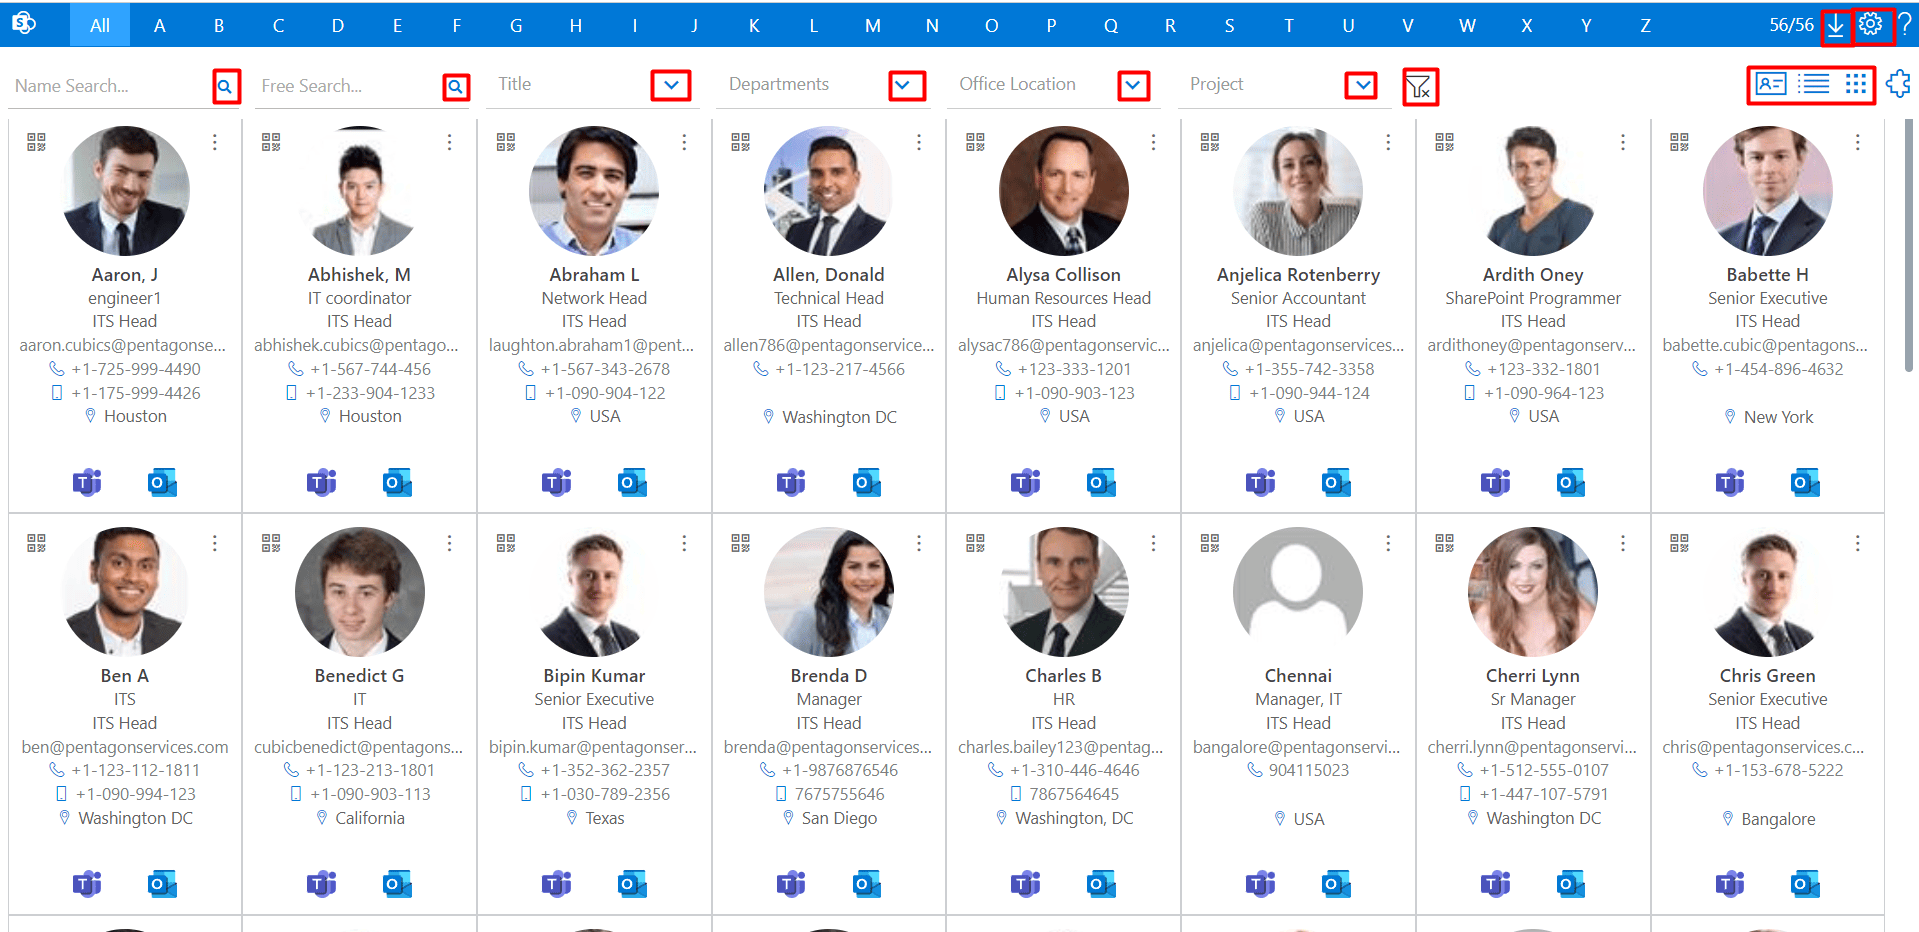 S All A B C D E F G H I J K L M N O P Q R S T U V W X Y Z 56/56 ?
Name Search... Free Search... Title Departments Office Location Project
Aaron, J
engineer1
ITS Head
aaron.cubics@pentagonse...
+1-725-999-4490
+1-175-999-4426
Houston
T O
Abhishek, M
IT coordinator
ITS Head
abhishek.cubics@pentago...
+1-567-744-456
+1-233-904-1233
Houston
T O
Abraham L
Network Head
ITS Head
laughton.abraham1@pent...
+1-567-343-2678
+1-090-904-122
USA
T O
Allen, Donald
Technical Head
ITS Head
allen786@pentagonservice...
+1-123-217-4566
Washington DC
T O
Alysa Collison
Human Resources Head
ITS Head
alysac786@pentagonservic...
+123-333-1201
+1-090-903-123
USA
T O
Anjelica Rotenberry
Senior Accountant
ITS Head
anjelica@pentagonservices...
+1-355-742-3358
+1-090-944-124
USA
T O
Ardith Oney
SharePoint Programmer
ITS Head
ardithoney@pentagonserv...
+123-332-1801
+1-090-964-123
USA
T O
Babette H
Senior Executive
ITS Head
babette.cubic@pentagons...
+1-454-896-4632
New York
T O
Ben A
ITS
ITS Head
ben@pentagonservices.com
+1-123-112-1811
+1-090-994-123
Washington DC
T O
Benedict G
IT
ITS Head
cubicbenedict@pentagons...
+1-123-213-1801
+1-090-903-113
California
T O
Bipin Kumar
Senior Executive
ITS Head
bipin.kumar@pentagonser...
+1-352-362-2357
+1-030-789-2356
Texas
T O
Brenda D
Manager
ITS Head
brenda@pentagonservices...
+1-9876876546
7675755646
San Diego
T O
Charles B
HR
ITS Head
charles.bailey123@pentag...
+1-310-446-4646
7867564645
Washington, DC
T O
Chennai
Manager, IT
ITS Head
bangalore@pentagonservi...
904115023
USA
T O
Cherri Lynn
Sr Manager
ITS Head
cherri.lynn@pentagonservi...
+1-512-555-0107
+1-447-107-5791
Washington DC
T O
Chris Green
Senior Executive
ITS Head
chris@pentagonservices.c...
+1-153-678-5222
Bangalore
T O